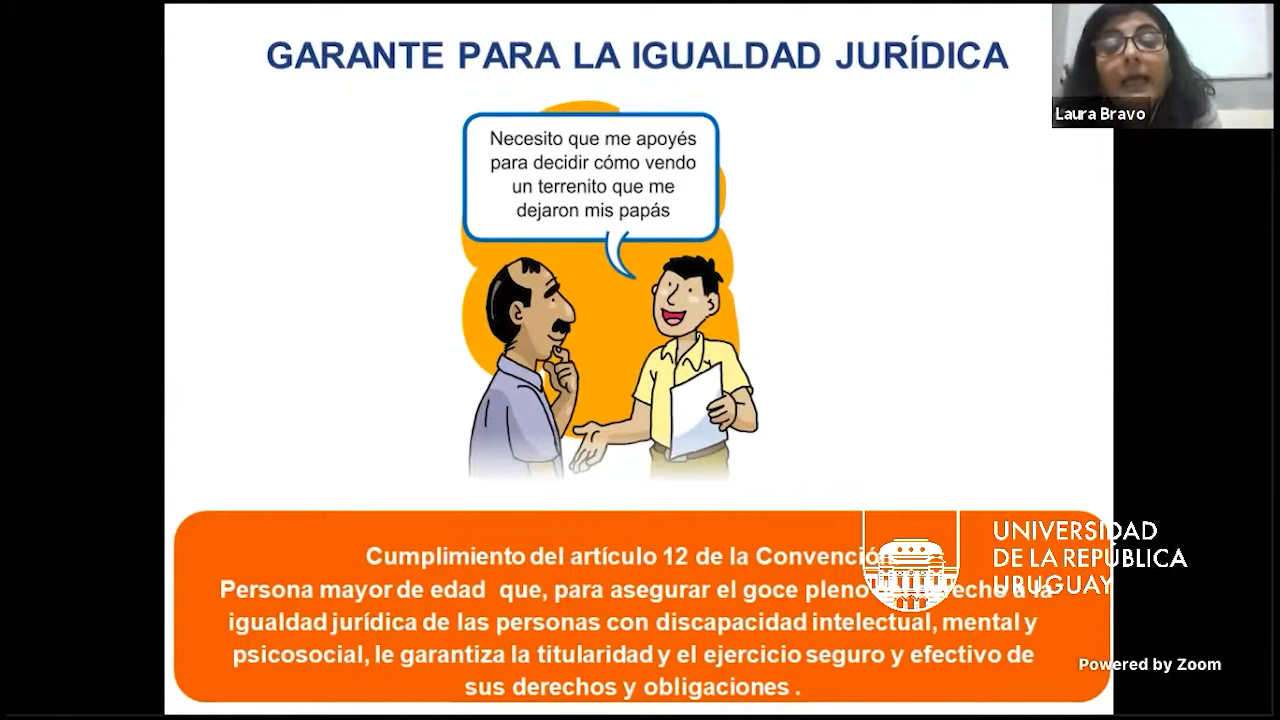 GARANTE PARA LA IGUALDAD JURÍDICA
Laura Bravo
Necesito que me apoyés
para decidir cómo vendo
un terrenito que me
dejaron mis papás
Cumplimiento del artículo 12 de la Convención
Persona mayor de edad que, para asegurar el goce pleno a la
igualdad jurídica de las personas con discapacidad intelectual, mental y
psicosocial, le garantiza la titularidad y el ejercicio seguro y efectivo de
sus derechos y obligaciones .
UNIVERSIDAD
DE LA REPÚBLICA
URUGUAY
Powered by Zoom